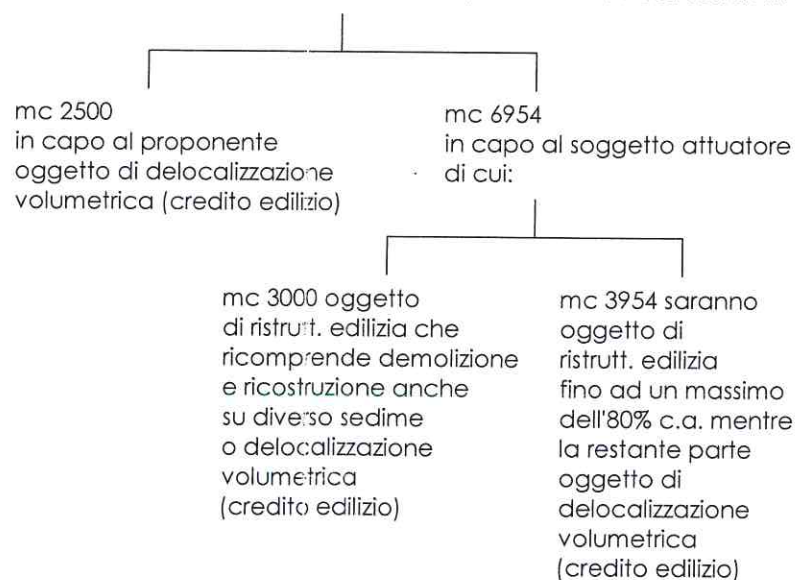 mc 2500
in capo al proponente
oggetto di delocalizzazione
volumetrica (credito edilizio)
mc 6954
in capo al soggetto attuatore
di cui:
mc 3000 oggetto
di ristrutt. edilizia che
ricomprende demolizione
e ricostruzione anche
su diverso sedime
o delocalizzazione
volumetrica
(credito edilizio)
mc 3954 saranno
oggetto di
ristrutt. edilizia
fino ad un massimo
dell'80% c.a. mentre
la restante parte
oggetto di
delocalizzazione
volumetrica
(credito edilizio)